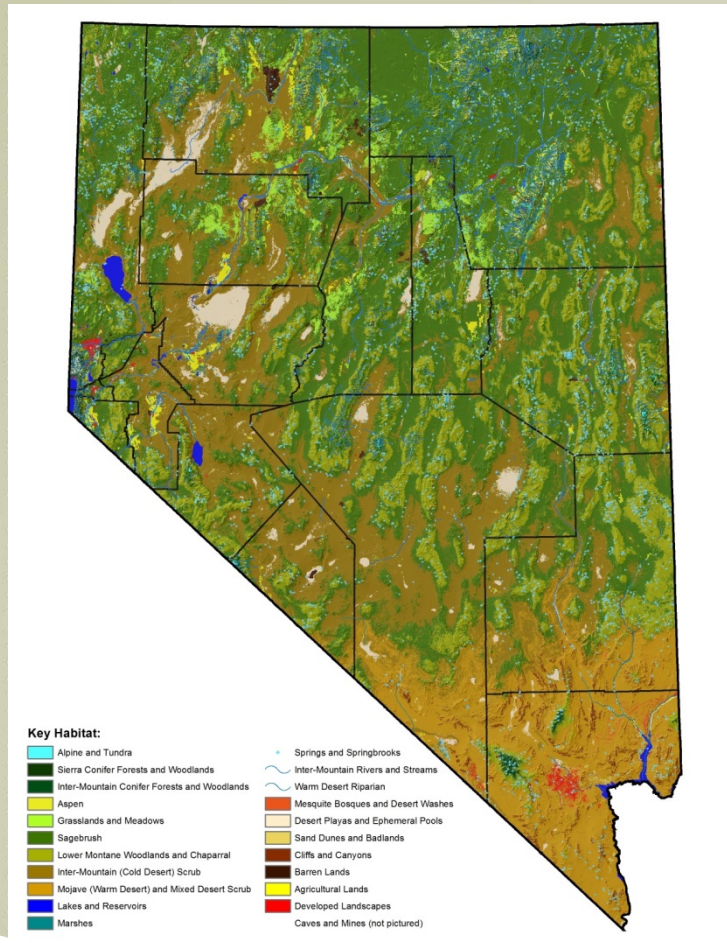 Key Habitat:
Alpine and Tundra
Sierra Conifer Forests and Woodlands
Inter-Mountain Conifer Forests and Woodlands
Aspen
Grasslands and Meadows
Sagebrush
Lower Montane Woodlands and Chaparral
Inter-Mountain (Cold Desert) Scrub
Mojave (Warm Desert) and Mixed Desert Scrub
Lakes and Reservoirs
Marshes
Springs and Springbrooks
Inter-Mountain Rivers and Streams
Warm Desert Riparian
Mesquite Bosques and Desert Washes
Desert Playas and Ephemeral Pools
Sand Dunes and Badlands
Cliffs and Canyons
Barren Lands
Agricultural Lands
Developed Landscapes
Caves and Mines (not pictured)